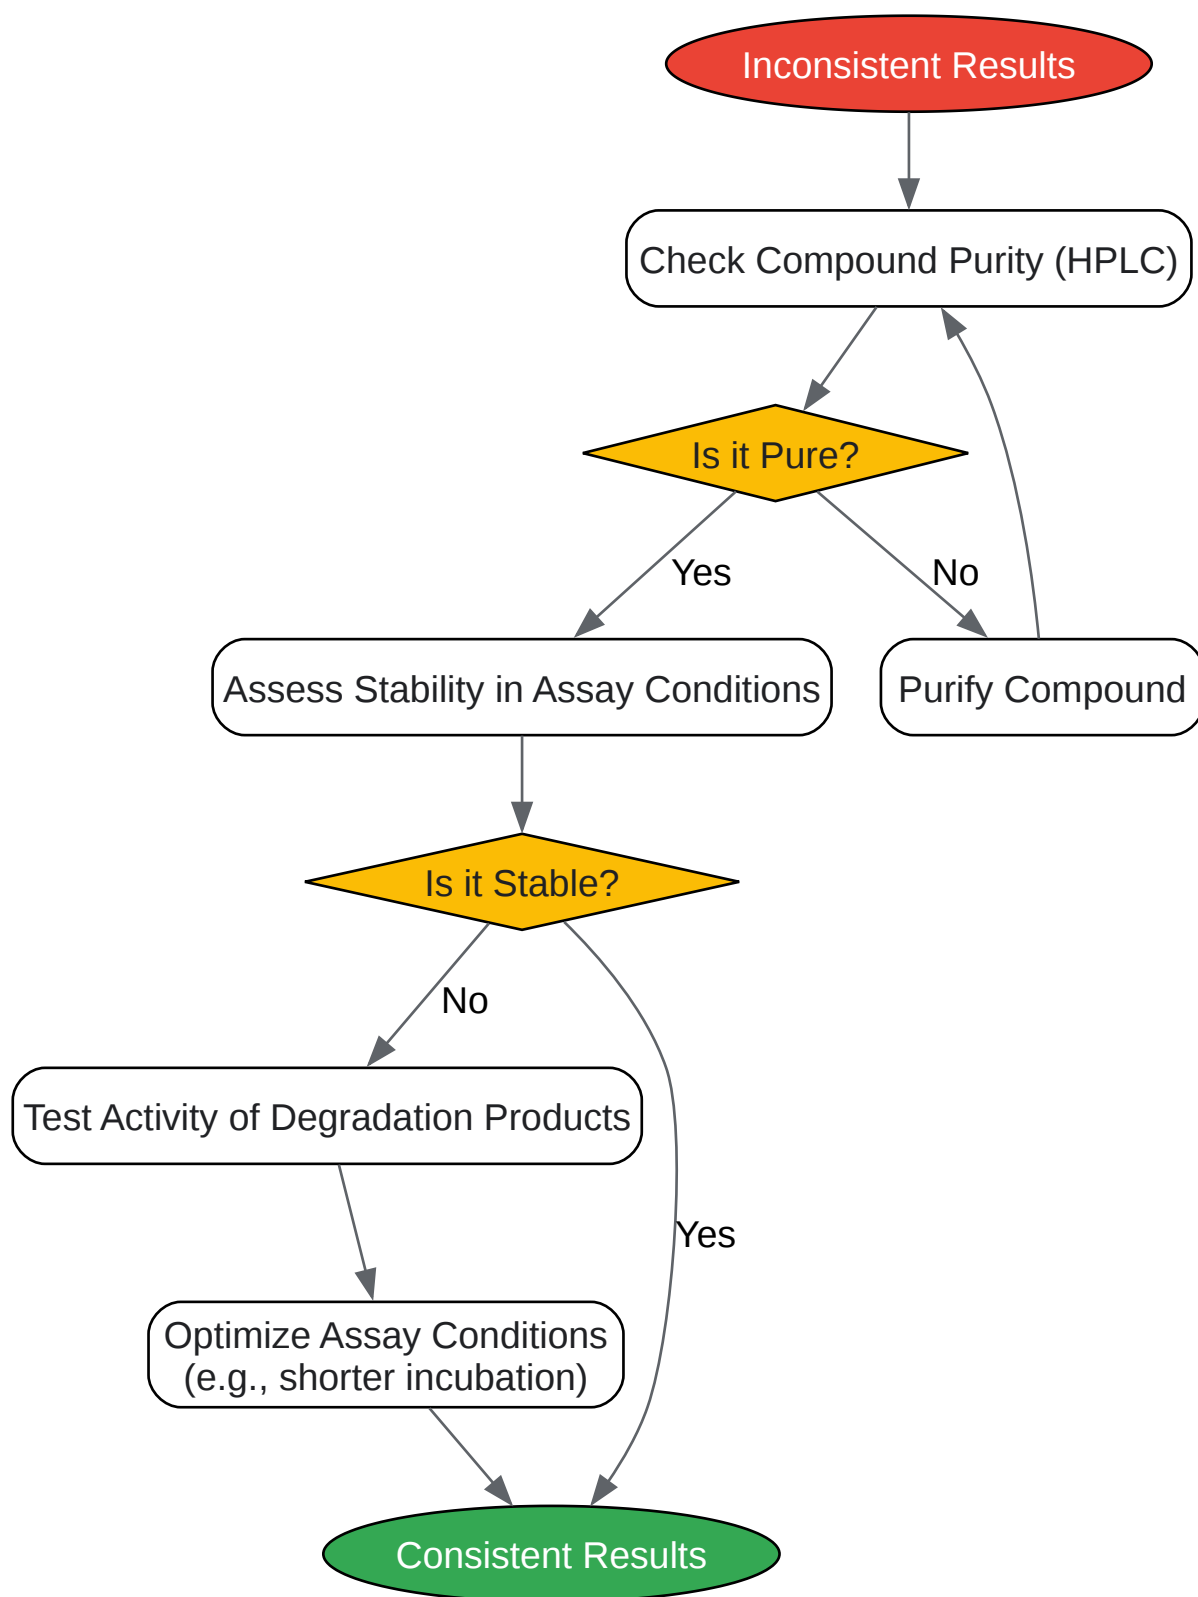 Inconsistent Results
Check Compound Purity (HPLC)
Is it Pure?
Yes
No
Assess Stability in Assay Conditions
Purify Compound
Is it Stable?
No
Test Activity of Degradation Products
Yes
Optimize Assay Conditions
(e.g., shorter incubation)
Consistent Results